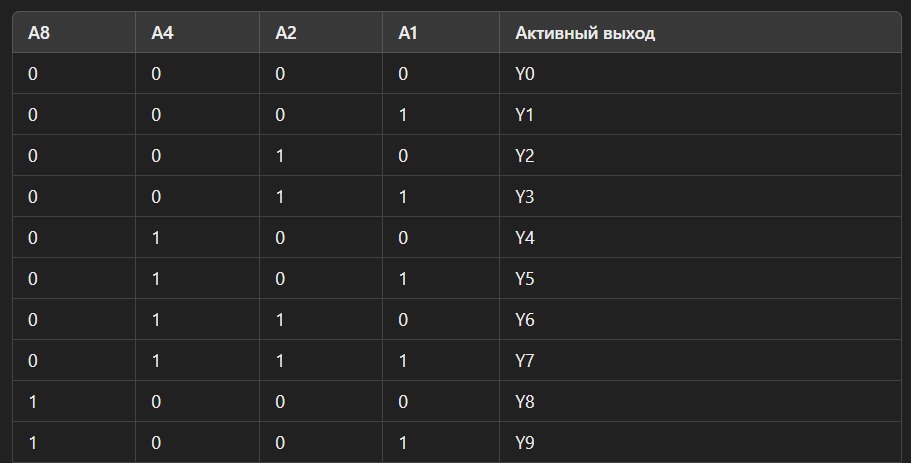 A8 A4 A2 A1 Активный выход
0 0 0 0 Y0
0 0 0 1 Y1
0 0 1 0 Y2
0 0 1 1 Y3
0 1 0 0 Y4
0 1 0 1 Y5
0 1 1 0 Y6
0 1 1 1 Y7
1 0 0 0 Y8
1 0 0 1 Y9